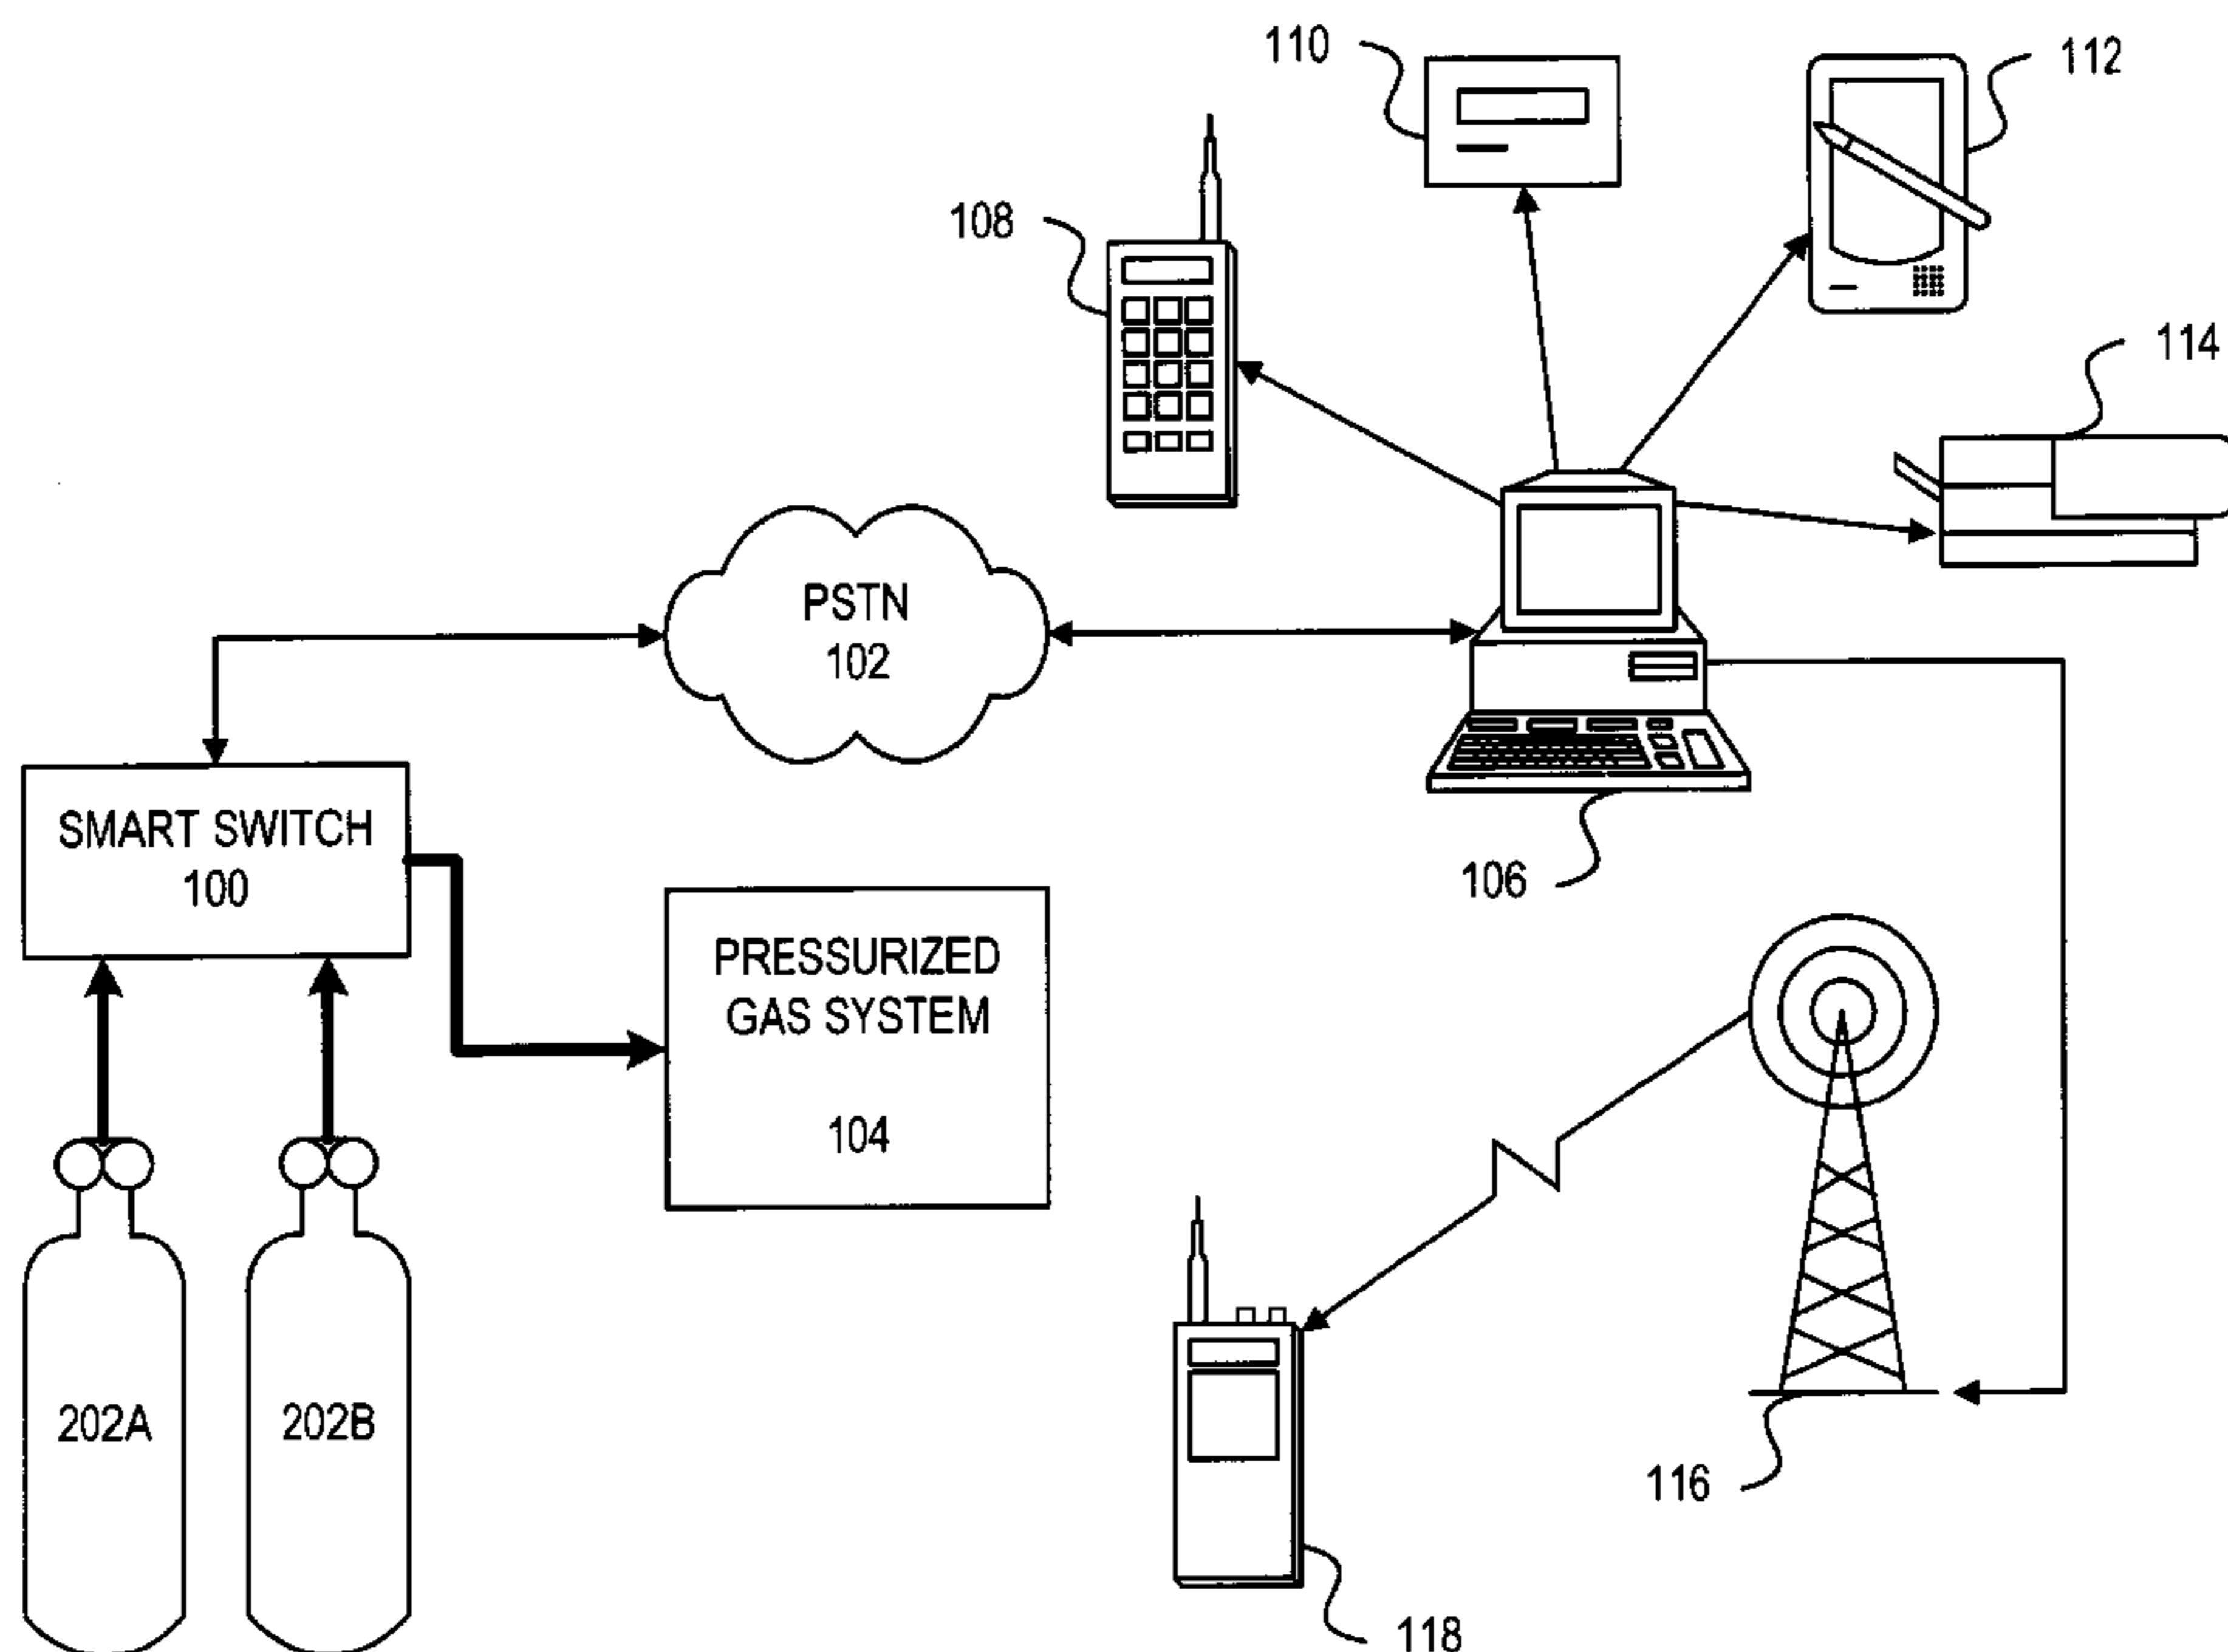 110
112
108
114
PSTN
102
SMART SWITCH
100
106
PRESSURIZED
GAS SYSTEM
104
202A
202B
116
118